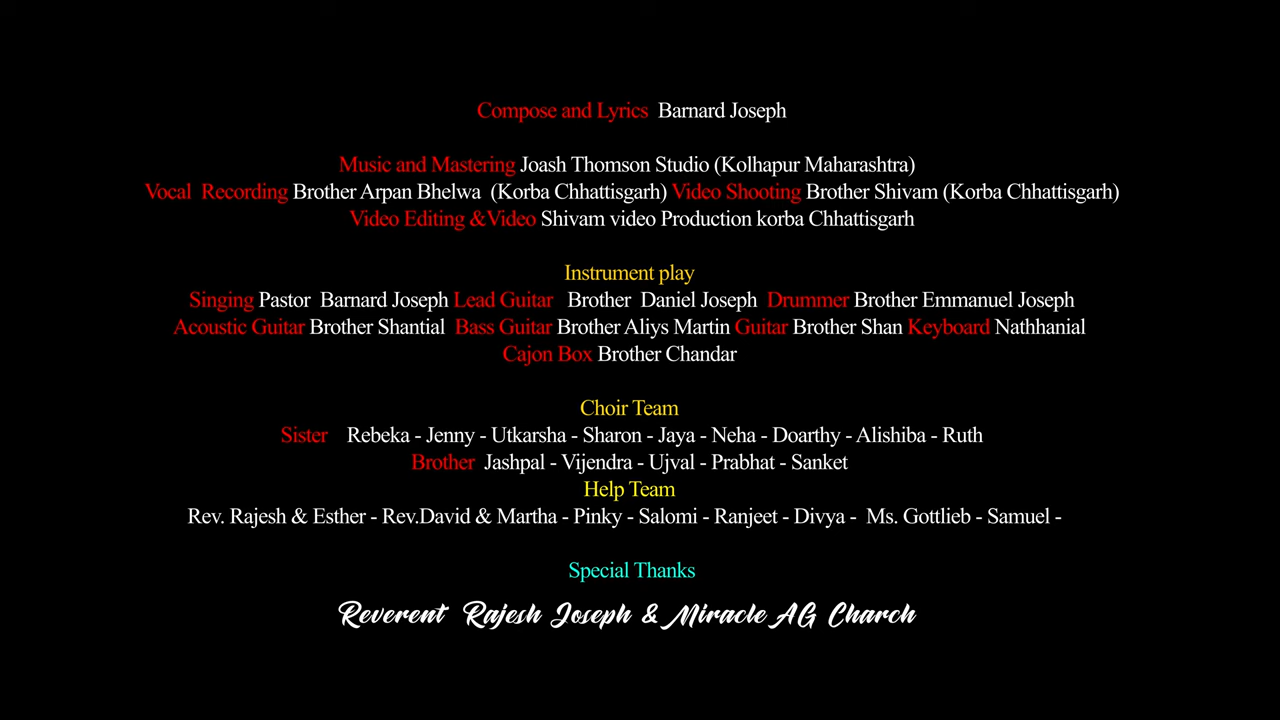 Compose and Lyrics Barnard Joseph
Music and Mastering Joash Thomson Studio (Kolhapur Maharashtra)
Vocal Recording Brother Arpan Bhelwa (Korba Chhattisgarh) Video Shooting Brother Shivam (Korba Chhattisgarh)
Video Editing &Video Shivam video Production korba Chhattisgarh
Instrument play
Singing Pastor Barnard Joseph Lead Guitar Brother Daniel Joseph Drummer Brother Emmanuel Joseph
Acoustic Guitar Brother Shantial Bass Guitar Brother Aliys Martin Guitar Brother Shan Keyboard Nathhanial
Cajon Box Brother Chandar
Choir Team
Sister Rebeka - Jenny - Utkarsha - Sharon - Jaya - Neha - Doarthy - Alishiba - Ruth
Brother Jashpal - Vijendra - Ujval - Prabhat - Sanket
Help Team
Rev. Rajesh & Esther - Rev.David & Martha - Pinky - Salomi - Ranjeet - Divya - Ms. Gottlieb - Samuel -
Special Thanks
Reverent Rajesh Joseph & Miracle AG Charch